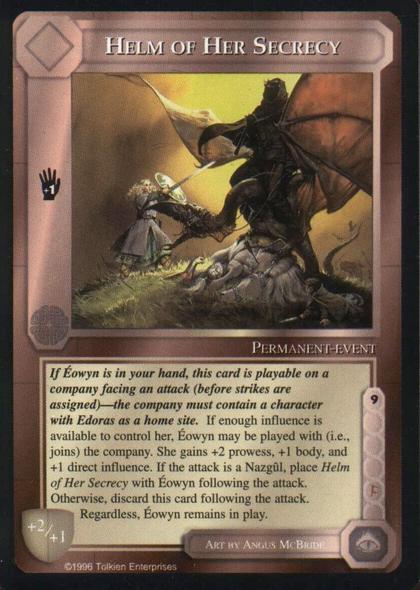 HELM OF HER SECRECY
+1
PERMANENT-EVENT
If Éowyn is in your hand, this card is playable on a
company facing an attack (before strikes are
assigned)—the company must contain a character
with Edoras as a home site. If enough influence is
available to control her, Éowyn may be played with (i.e.,
joins) the company. She gains +2 prowess, +1 body, and
+1 direct influence. If the attack is a Nazgûl, place Helm
of Her Secrecy with Éowyn following the attack.
Otherwise, discard this card following the attack.
Regardless, Éowyn remains in play.
9
F
+2/+1
ART BY ANGUS MCBRIDE
©1996 Tolkien Enterprises